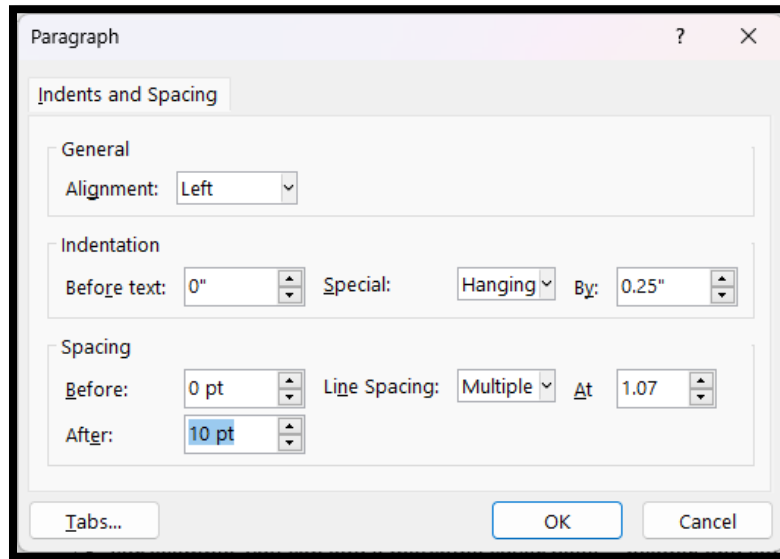 Paragraph ?
Indents and Spacing
General
Alignment: Left
Indentation
Before text: 0" Special: Hanging By: 0.25"
Spacing
Before: 0 pt Line Spacing: Multiple At 1.07
After: 10 pt
Tabs... OK Cancel